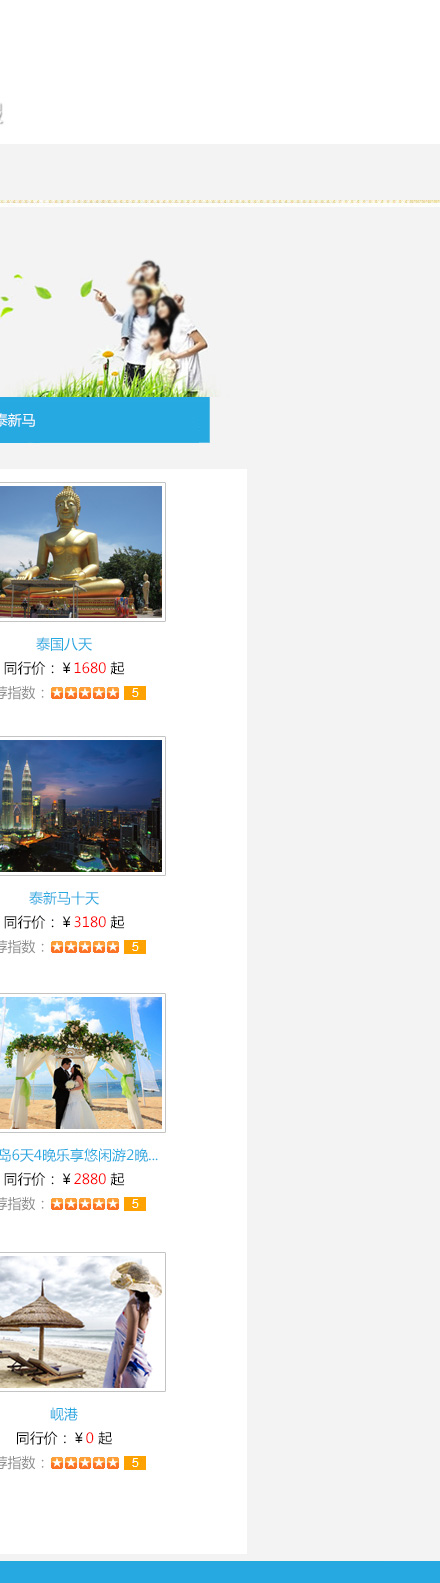 泰新马
泰国八天
同行价：¥1680 起
荐指数： 5
泰新马十天
同行价：¥3180 起
荐指数： 5
岛6天4晚乐享悠闲游2晚...
同行价：¥2880 起
荐指数： 5
岘港
同行价：¥0 起
荐指数： 5